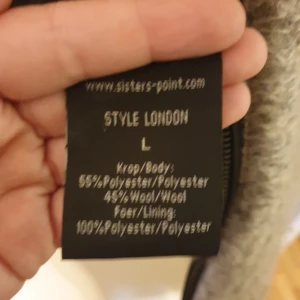 www.sisters-point.com
STYLE LONDON
L
Krop/Body:
55%Polyester/Polyester
45%Wool/Wool
Foer/Lining:
100%Polyester/Polyester